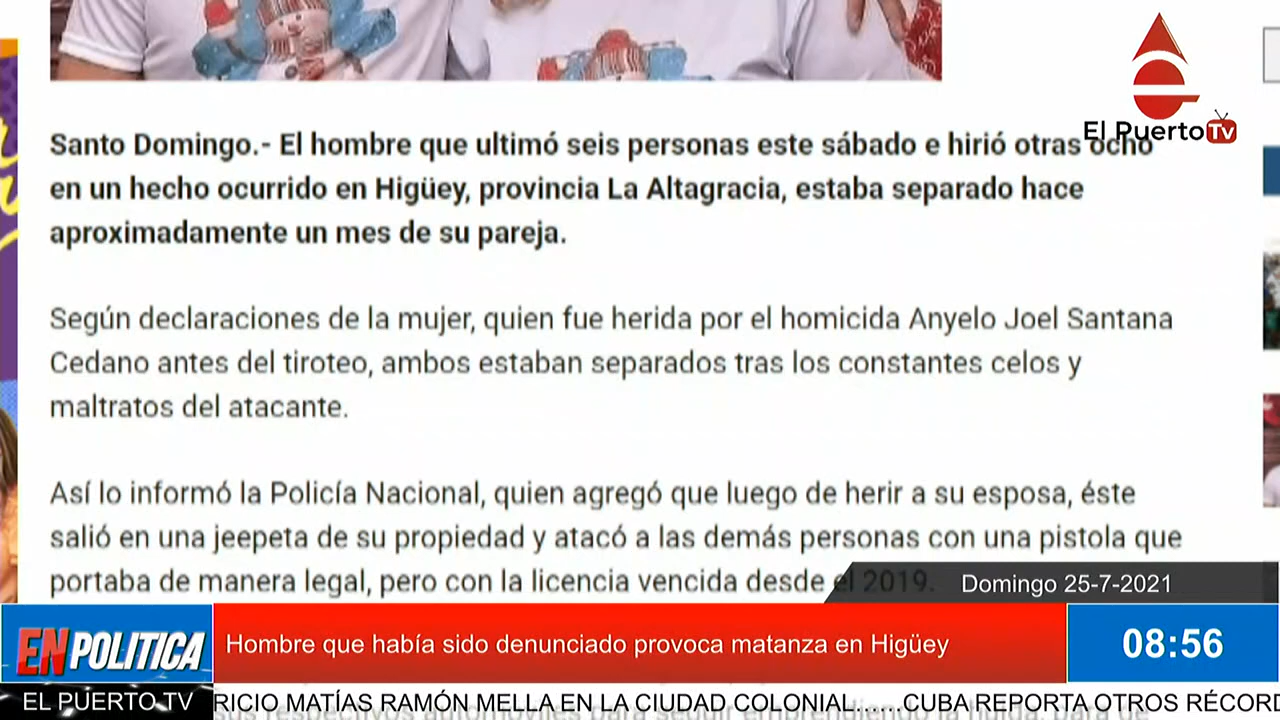 El Puerto Tv
Santo Domingo.- El hombre que ultimó seis personas este sábado e hirió otras ocho
en un hecho ocurrido en Higüey, provincia La Altagracia, estaba separado hace
aproximadamente un mes de su pareja.
Según declaraciones de la mujer, quien fue herida por el homicida Anyelo Joel Santana
Cedano antes del tiroteo, ambos estaban separados tras los constantes celos y
maltratos del atacante.
Así lo informó la Policía Nacional, quien agregó que luego de herir a su esposa, éste
salió en una jeepeta de su propiedad y atacó a las demás personas con una pistola que
portaba de manera legal, pero con la licencia vencida desde el 2019.
Domingo 25-7-2021
EN POLITICA
Hombre que había sido denunciado provoca matanza en Higüey
08:56
EL PUERTO TV
RICIO MATÍAS RAMÓN MELLA EN LA CIUDAD COLONIAL......CUBA REPORTA OTROS RÉCOR